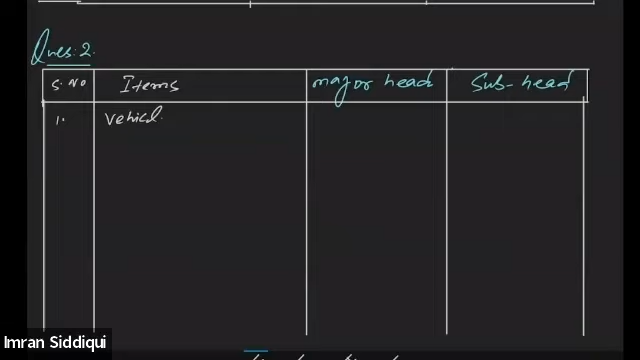 Ques: 2.
S. No Items major head Sub-head
1. Vehicl
Imran Siddiqui